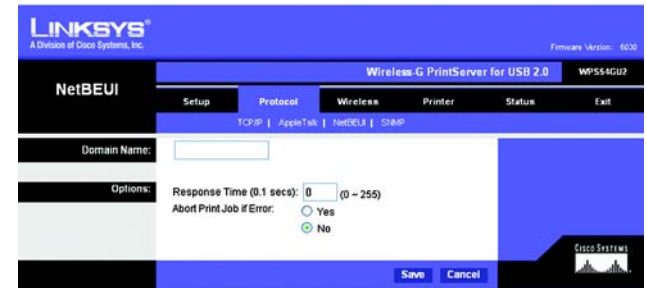 LINKSYS®
A Division of Cisco Systems, Inc.
Firmware Version: 6030
Wireless-G PrintServer for USB 2.0 WPS54GU2
NetBEUI
Setup Protocol Wireless Printer Status Exit
TCP/IP | AppleTalk | NetBEUI | SNMP
Domain Name:
Options: Response Time (0.1 secs): 0 (0 ~ 255)
Abort Print Job if Error: Yes
No
CISCO SYSTEMS
Save Cancel